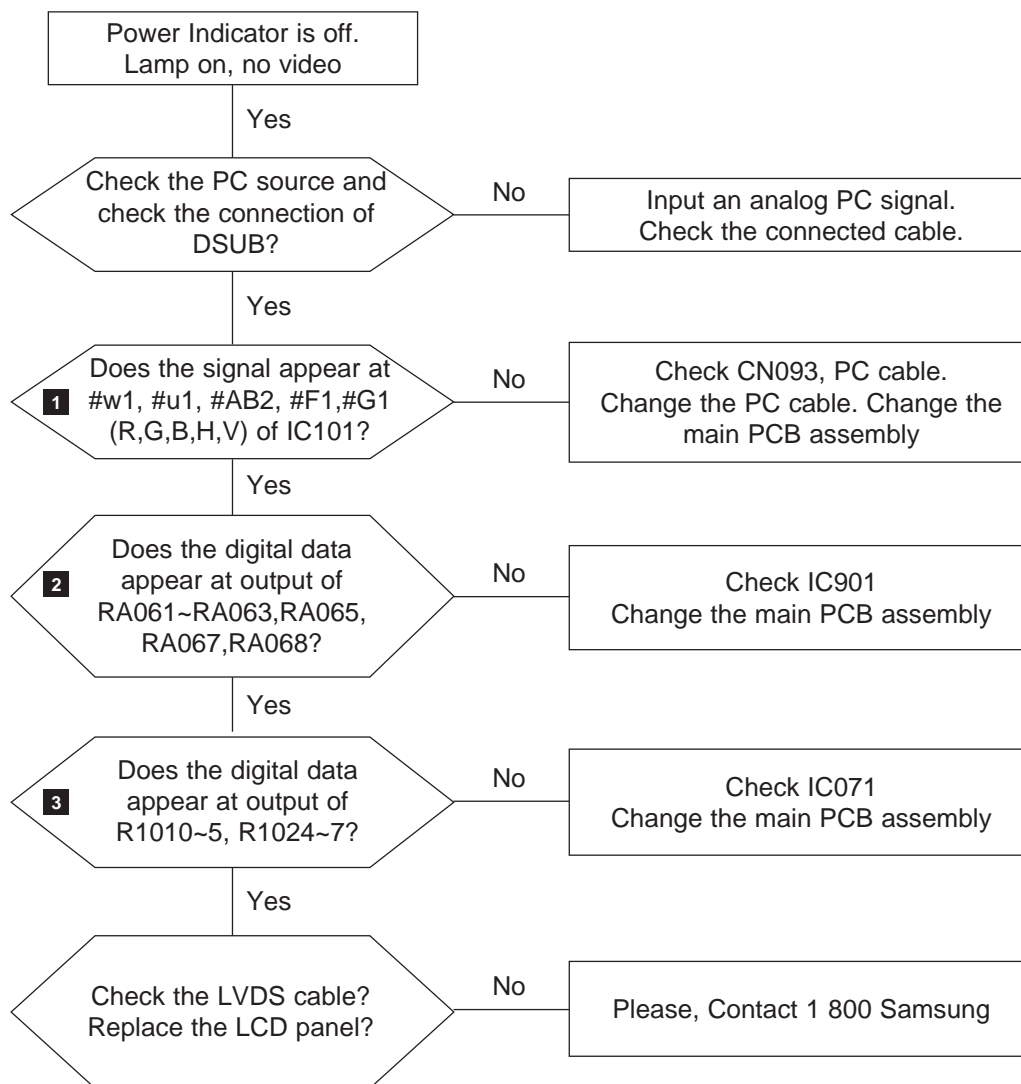 Power Indicator is off.
Lamp on, no video
Yes
Check the PC source and
check the connection of
DSUB?
No
Input an analog PC signal.
Check the connected cable.
Yes
1
Does the signal appear at
#w1, #u1, #AB2, #F1,#G1
(R,G,B,H,V) of IC101?
No
Check CN093, PC cable.
Change the PC cable. Change the
main PCB assembly
Yes
2
Does the digital data
appear at output of
RA061~RA063,RA065,
RA067,RA068?
No
Check IC901
Change the main PCB assembly
Yes
3
Does the digital data
appear at output of
R1010~5, R1024~7?
No
Check IC071
Change the main PCB assembly
Yes
Check the LVDS cable?
Replace the LCD panel?
No
Please, Contact 1 800 Samsung